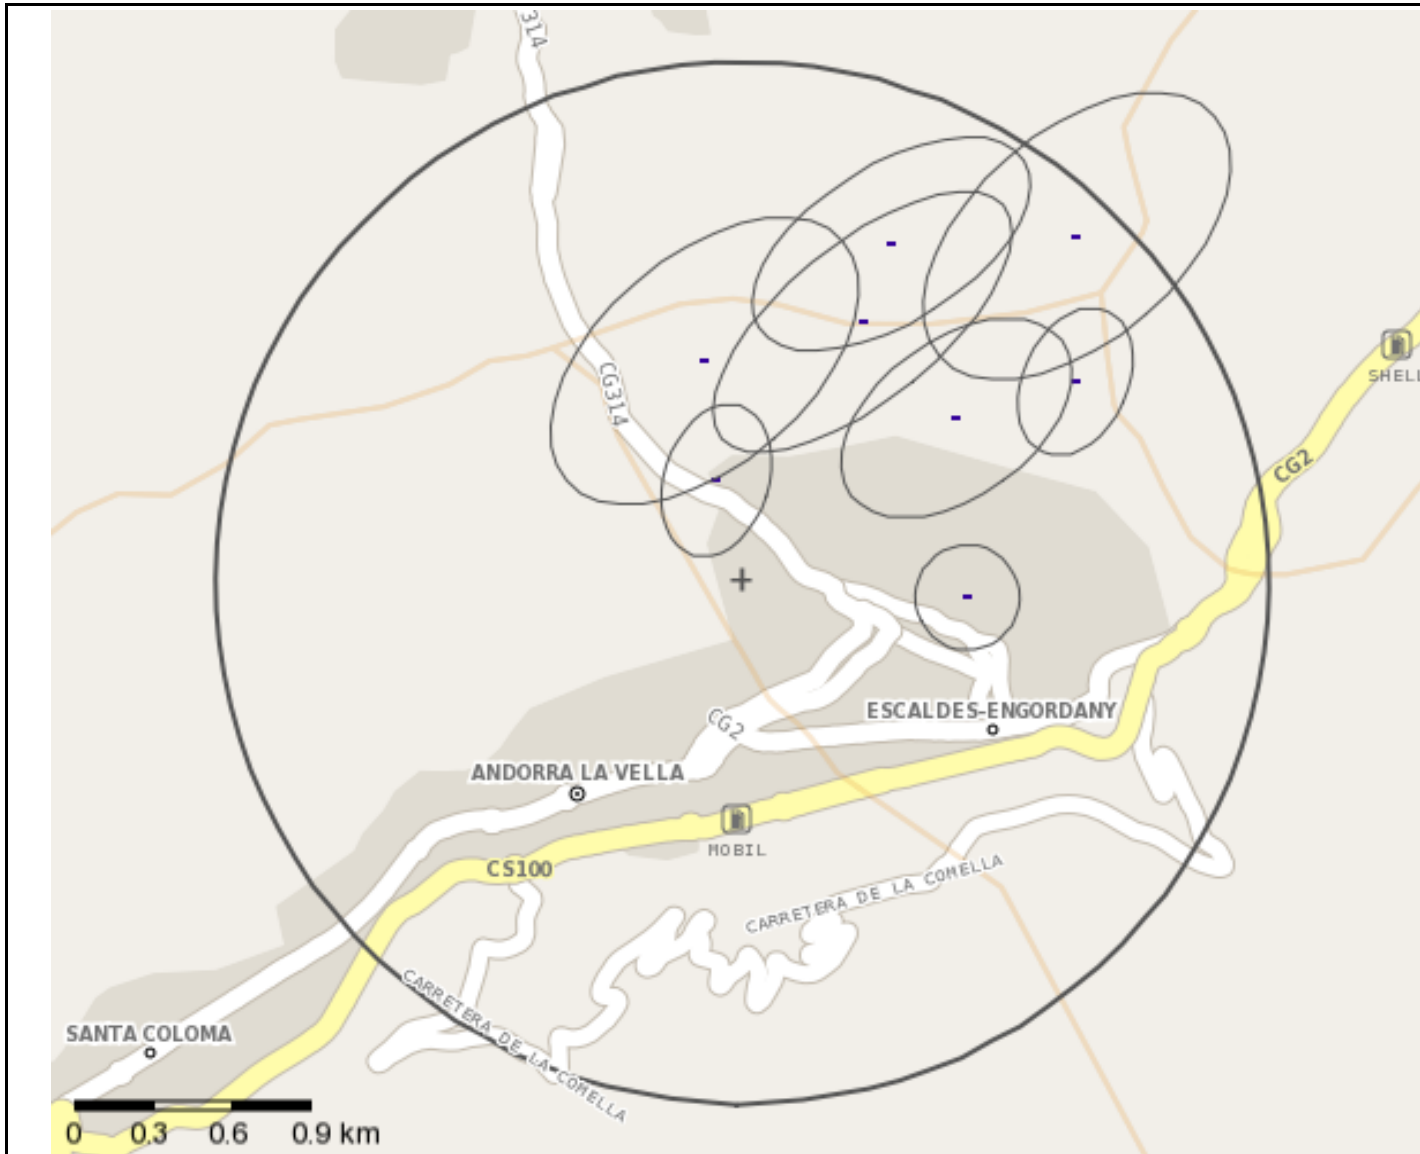 314
CG314
SHELL
CG2
ESCALDES-ENGORDANY
CG2
ANDORRA LA VELLA
MOBIL
CS100
CARRETERA DE LA COMELLA
CARRETERA DE LA COMELLA
SANTA COLOMA
0 0.3 0.6 0.9 km